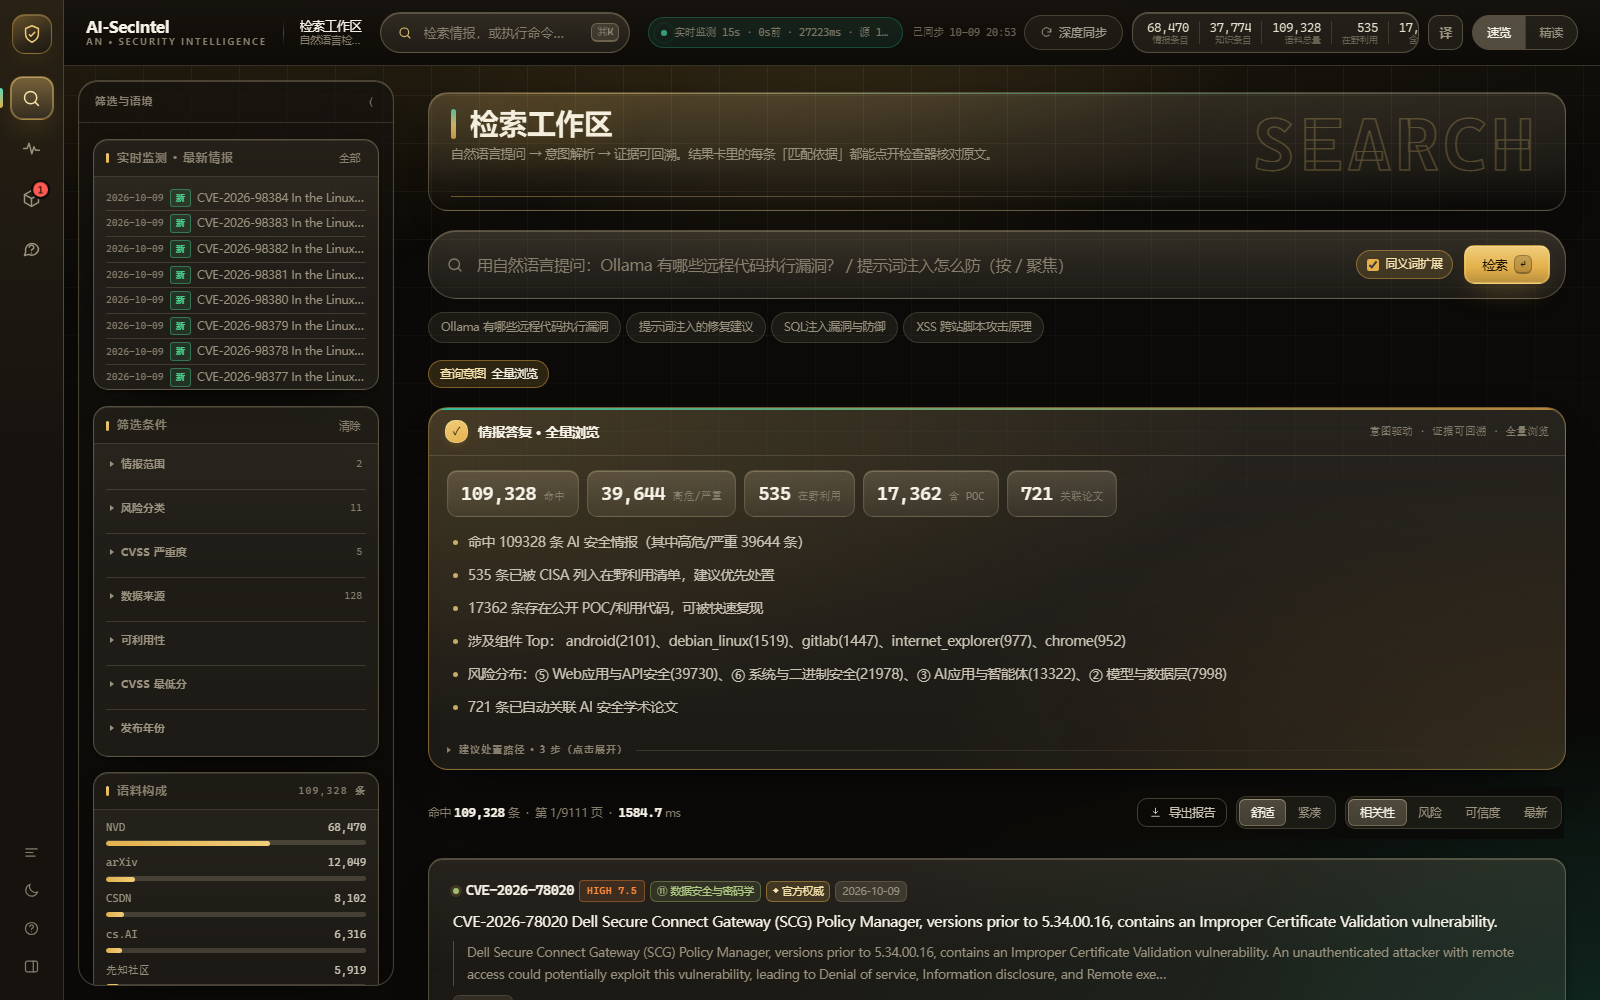 AI-SecIntel
AN • SECURITY INTELLIGENCE
检索工作区
自然语言检...
检索情报，或执行命令...
⌘K
实时监测 15s · 0s前 · 27223ms · 源 1…
已同步 10-09 20:53
深度同步
68,470
情报条目
37,774
知识条目
109,328
语料总量
535
在野利用
17,
含
译
速览
精读
筛选与语境
实时监测 • 最新情报
全部
2026-10-09 新 CVE-2026-98384 In the Linux...
2026-10-09 新 CVE-2026-98383 In the Linux...
2026-10-09 新 CVE-2026-98382 In the Linux...
2026-10-09 新 CVE-2026-98381 In the Linux...
2026-10-09 新 CVE-2026-98380 In the Linux...
2026-10-09 新 CVE-2026-98379 In the Linux...
2026-10-09 新 CVE-2026-98378 In the Linux...
2026-10-09 新 CVE-2026-98377 In the Linux...
筛选条件
清除
情报范围 2
风险分类 11
CVSS 严重度 5
数据来源 128
可利用性
CVSS 最低分
发布年份
语料构成
109,328 条
NVD 68,470
arXiv 12,049
CSDN 8,102
cs.AI 6,316
先知社区 5,919
1
检索工作区
自然语言提问 → 意图解析 → 证据可回溯。结果卡里的每条「匹配依据」都能点开检查器核对原文。
SEARCH
用自然语言提问：Ollama 有哪些远程代码执行漏洞？ / 提示词注入怎么防（按 / 聚焦）
同义词扩展
检索
Ollama 有哪些远程代码执行漏洞
提示词注入的修复建议
SQL注入漏洞与防御
XSS 跨站脚本攻击原理
查询意图 全量浏览
情报答复 • 全量浏览
意图驱动 · 证据可回溯 · 全量浏览
109,328 命中
39,644 高危/严重
535 在野利用
17,362 含 POC
721 关联论文
命中 109328 条 AI 安全情报（其中高危/严重 39644 条）
535 条已被 CISA 列入在野利用清单，建议优先处置
17362 条存在公开 POC/利用代码，可被快速复现
涉及组件 Top： android(2101)、debian_linux(1519)、gitlab(1447)、internet_explorer(977)、chrome(952)
风险分布：⑤ Web应用与API安全(39730)、⑥ 系统与二进制安全(21978)、③ AI应用与智能体(13322)、② 模型与数据层(7998)
721 条已自动关联 AI 安全学术论文
建议处置路径 • 3 步（点击展开）
命中 109,328 条 · 第 1/9111 页 · 1584.7 ms
导出报告
舒适
紧凑
相关性
风险
可信度
最新
CVE-2026-78020
HIGH 7.5
⑪ 数据安全与密码学
✦ 官方权威
2026-10-09
CVE-2026-78020 Dell Secure Connect Gateway (SCG) Policy Manager, versions prior to 5.34.00.16, contains an Improper Certificate Validation vulnerability.
Dell Secure Connect Gateway (SCG) Policy Manager, versions prior to 5.34.00.16, contains an Improper Certificate Validation vulnerability. An unauthenticated attacker with remote
access could potentially exploit this vulnerability, leading to Denial of service, Information disclosure, and Remote exe...